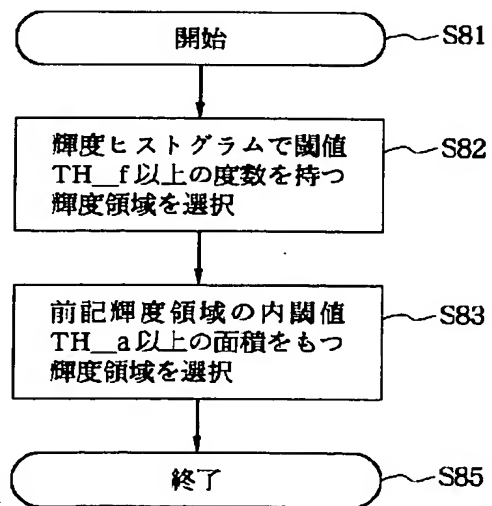 開始
S81
輝度ヒストグラムで閾値
TH_f以上の度数を持つ
輝度領域を選択
S82
前記輝度領域の内閾値
TH_a以上の面積をもつ
輝度領域を選択
S83
終了
S85